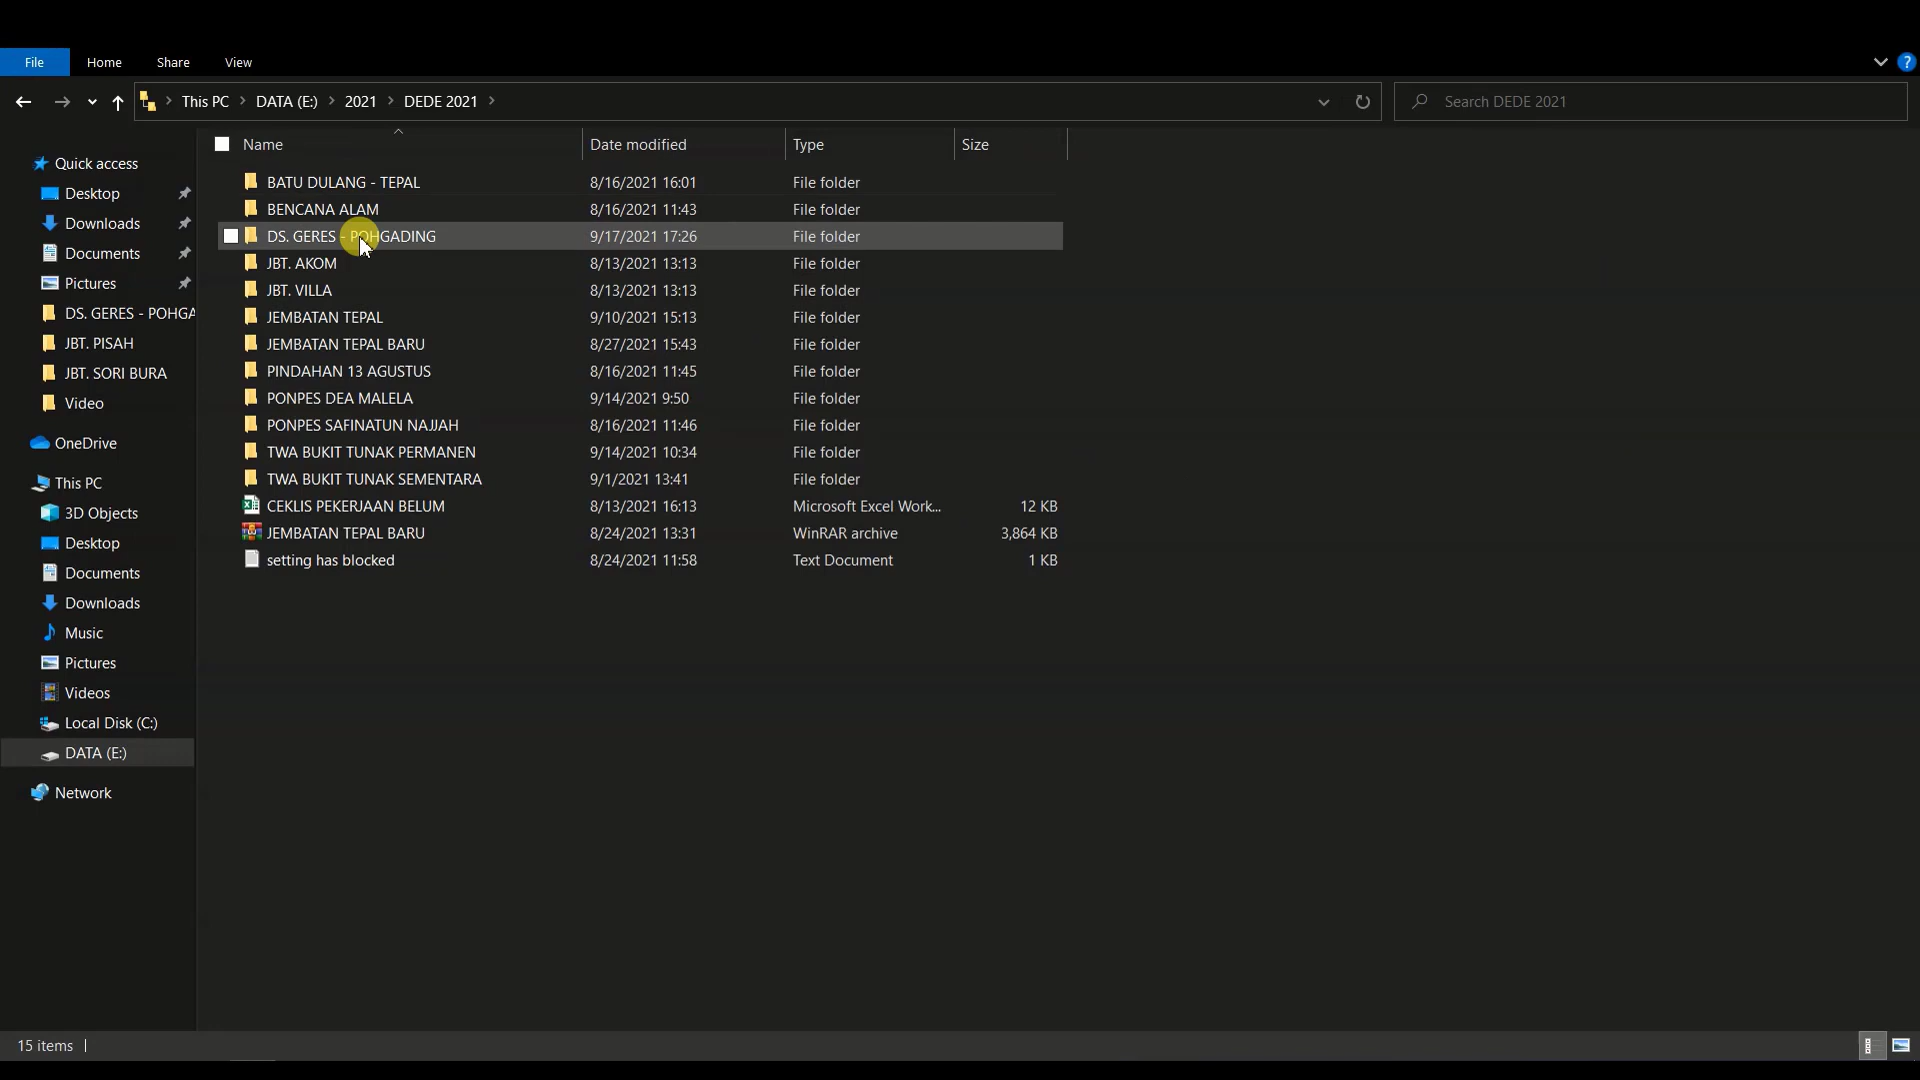 File Home Share View ?
This PC DATA (E:) 2021 DEDE 2021 Search DEDE 2021
Quick access
Desktop
Downloads
Documents
Pictures
DS. GERES - POHGA
JBT. PISAH
JBT. SORI BURA
Video
OneDrive
This PC
3D Objects
Desktop
Documents
Downloads
Music
Pictures
Videos
Local Disk (C:)
DATA (E:)
Network
Name Date modified Type Size
BATU DULANG - TEPAL 8/16/2021 16:01 File folder
BENCANA ALAM 8/16/2021 11:43 File folder
DS. GERES - POHGADING 9/17/2021 17:26 File folder
JBT. AKOM 8/13/2021 13:13 File folder
JBT. VILLA 8/13/2021 13:13 File folder
JEMBATAN TEPAL 9/10/2021 15:13 File folder
JEMBATAN TEPAL BARU 8/27/2021 15:43 File folder
PINDAHAN 13 AGUSTUS 8/16/2021 11:45 File folder
PONPES DEA MALELA 9/14/2021 9:50 File folder
PONPES SAFINATUN NAJJAH 8/16/2021 11:46 File folder
TWA BUKIT TUNAK PERMANEN 9/14/2021 10:34 File folder
TWA BUKIT TUNAK SEMENTARA 9/1/2021 13:41 File folder
CEKLIS PEKERJAAN BELUM 8/13/2021 16:13 Microsoft Excel Work... 12 KB
JEMBATAN TEPAL BARU 8/24/2021 13:31 WinRAR archive 3,864 KB
setting has blocked 8/24/2021 11:58 Text Document 1 KB
15 items